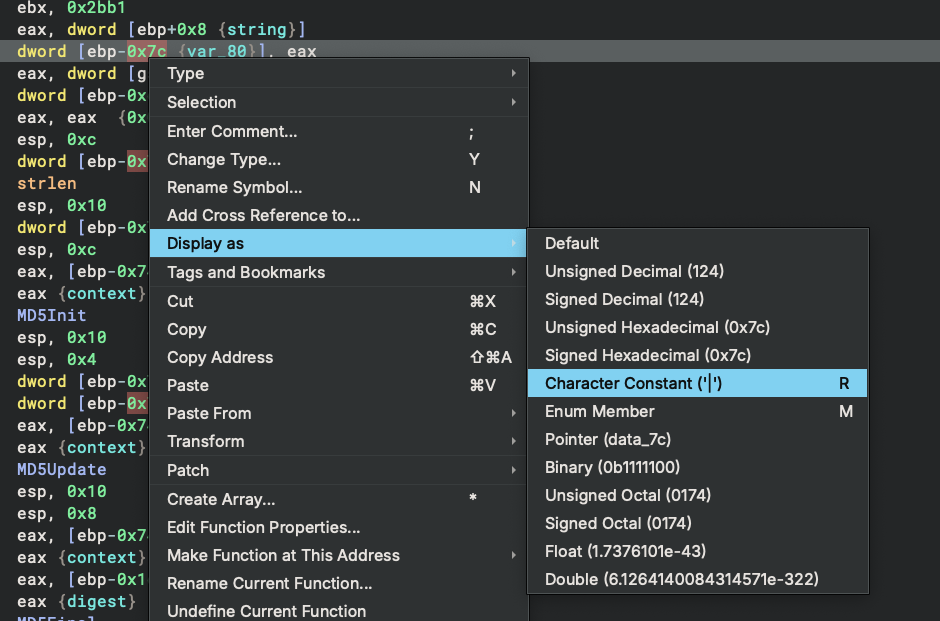 ebx, 0x2bb1
eax, dword [ebp+0x8 {string}]
dword [ebp-0x7c {var_80}], eax
eax, dword [g
dword [ebp-0x
eax, eax {0x
esp, 0xc
dword [ebp-0x
strlen
esp, 0x10
dword [ebp-0x
esp, 0xc
eax, [ebp-0x7
eax {context}
MD5Init
esp, 0x10
esp, 0x4
dword [ebp-0x
dword [ebp-0x
eax, [ebp-0x7
eax {context}
MD5Update
esp, 0x10
esp, 0x8
eax, [ebp-0x7
eax {context}
eax, [ebp-0x1
eax {digest}
MD5Final
Type
Selection
Enter Comment... ;
Change Type... Y
Rename Symbol... N
Add Cross Reference to...
Display as
Tags and Bookmarks
Cut ⌘X
Copy ⌘C
Copy Address ⇧⌘A
Paste ⌘V
Paste From
Transform
Patch
Create Array... *
Edit Function Properties...
Make Function at This Address
Rename Current Function...
Undefine Current Function
Default
Unsigned Decimal (124)
Signed Decimal (124)
Unsigned Hexadecimal (0x7c)
Signed Hexadecimal (0x7c)
Character Constant ('|') R
Enum Member M
Pointer (data_7c)
Binary (0b1111100)
Unsigned Octal (0174)
Signed Octal (0174)
Float (1.7376101e-43)
Double (6.1264140084314571e-322)